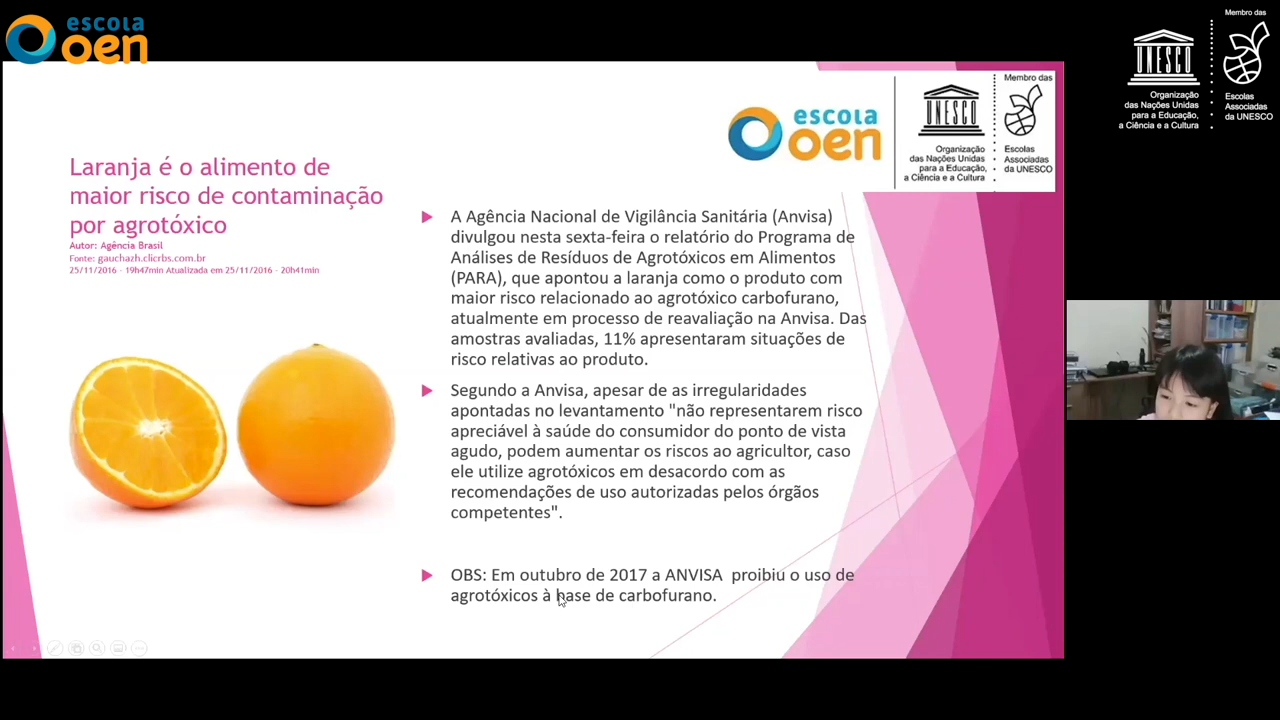 escola
oen
UNESCO
Organização
das Nações Unidas
para a Educação,
a Ciência e a Cultura
Membro das
Escolas
Associadas
da UNESCO
escola
oen
UNESCO
Organização
das Nações Unidas
para a Educação,
a Ciência e a Cultura
Membro das
Escolas
Associadas
da UNESCO
Laranja é o alimento de
maior risco de contaminação
por agrotóxico
Autor: Agência Brasil
Fonte: gauchazh.clicrbs.com.br
25/11/2016 - 19h47min Atualizada em 25/11/2016 - 20h41min
A Agência Nacional de Vigilância Sanitária (Anvisa)
divulgou nesta sexta-feira o relatório do Programa de
Análises de Resíduos de Agrotóxicos em Alimentos
(PARA), que apontou a laranja como o produto com
maior risco relacionado ao agrotóxico carbofurano,
atualmente em processo de reavaliação na Anvisa. Das
amostras avaliadas, 11% apresentaram situações de
risco relativas ao produto.
Segundo a Anvisa, apesar de as irregularidades
apontadas no levantamento "não representarem risco
apreciável à saúde do consumidor do ponto de vista
agudo, podem aumentar os riscos ao agricultor, caso
ele utilize agrotóxicos em desacordo com as
recomendações de uso autorizadas pelos órgãos
competentes".
OBS: Em outubro de 2017 a ANVISA proibiu o uso de
agrotóxicos à base de carbofurano.